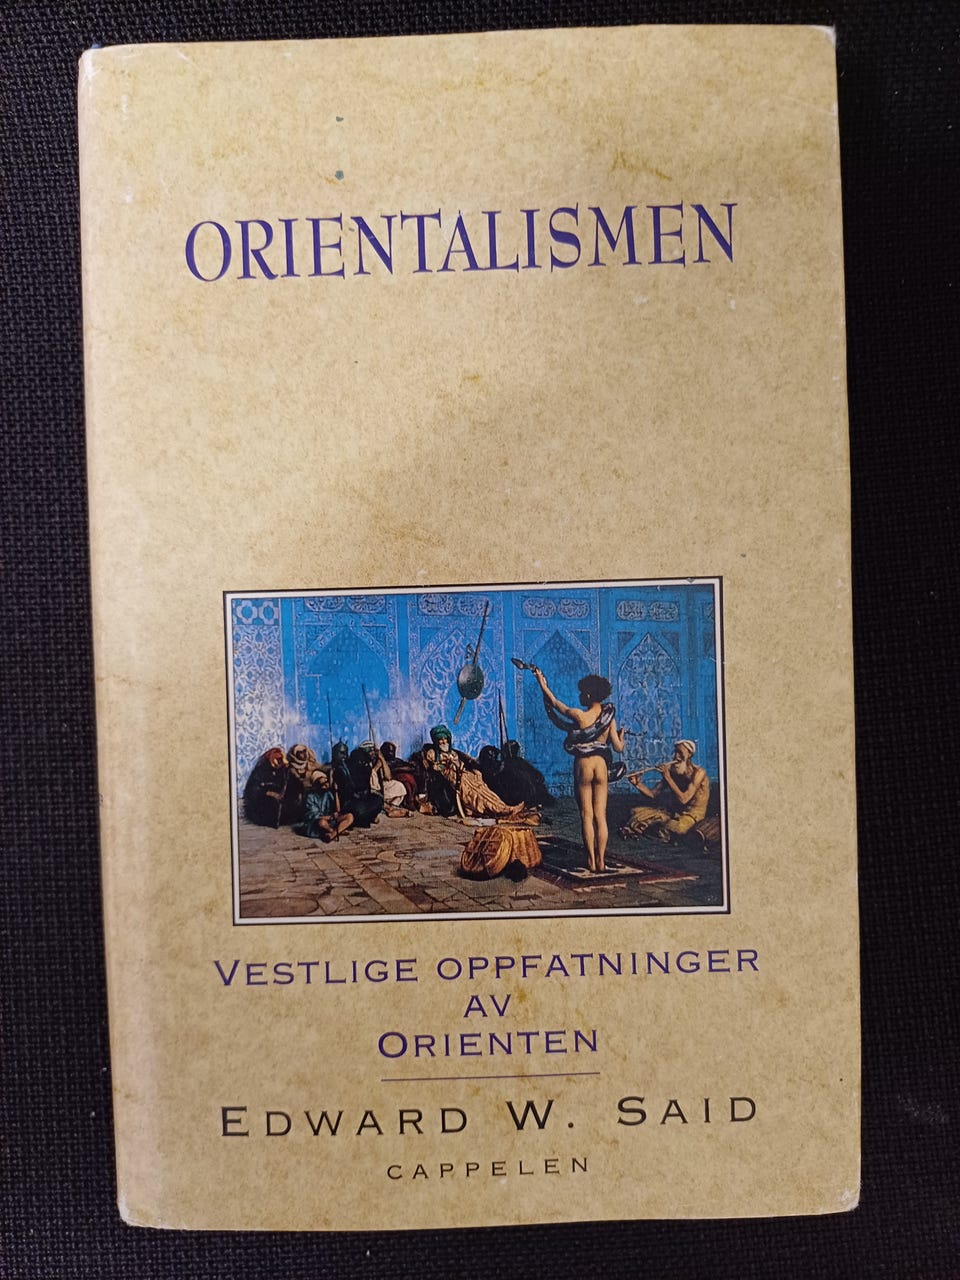 ORIENTALISMEN
VESTLIGE OPPFATNINGER
AV
ORIENTEN
EDWARD W. SAID
CAPPELEN